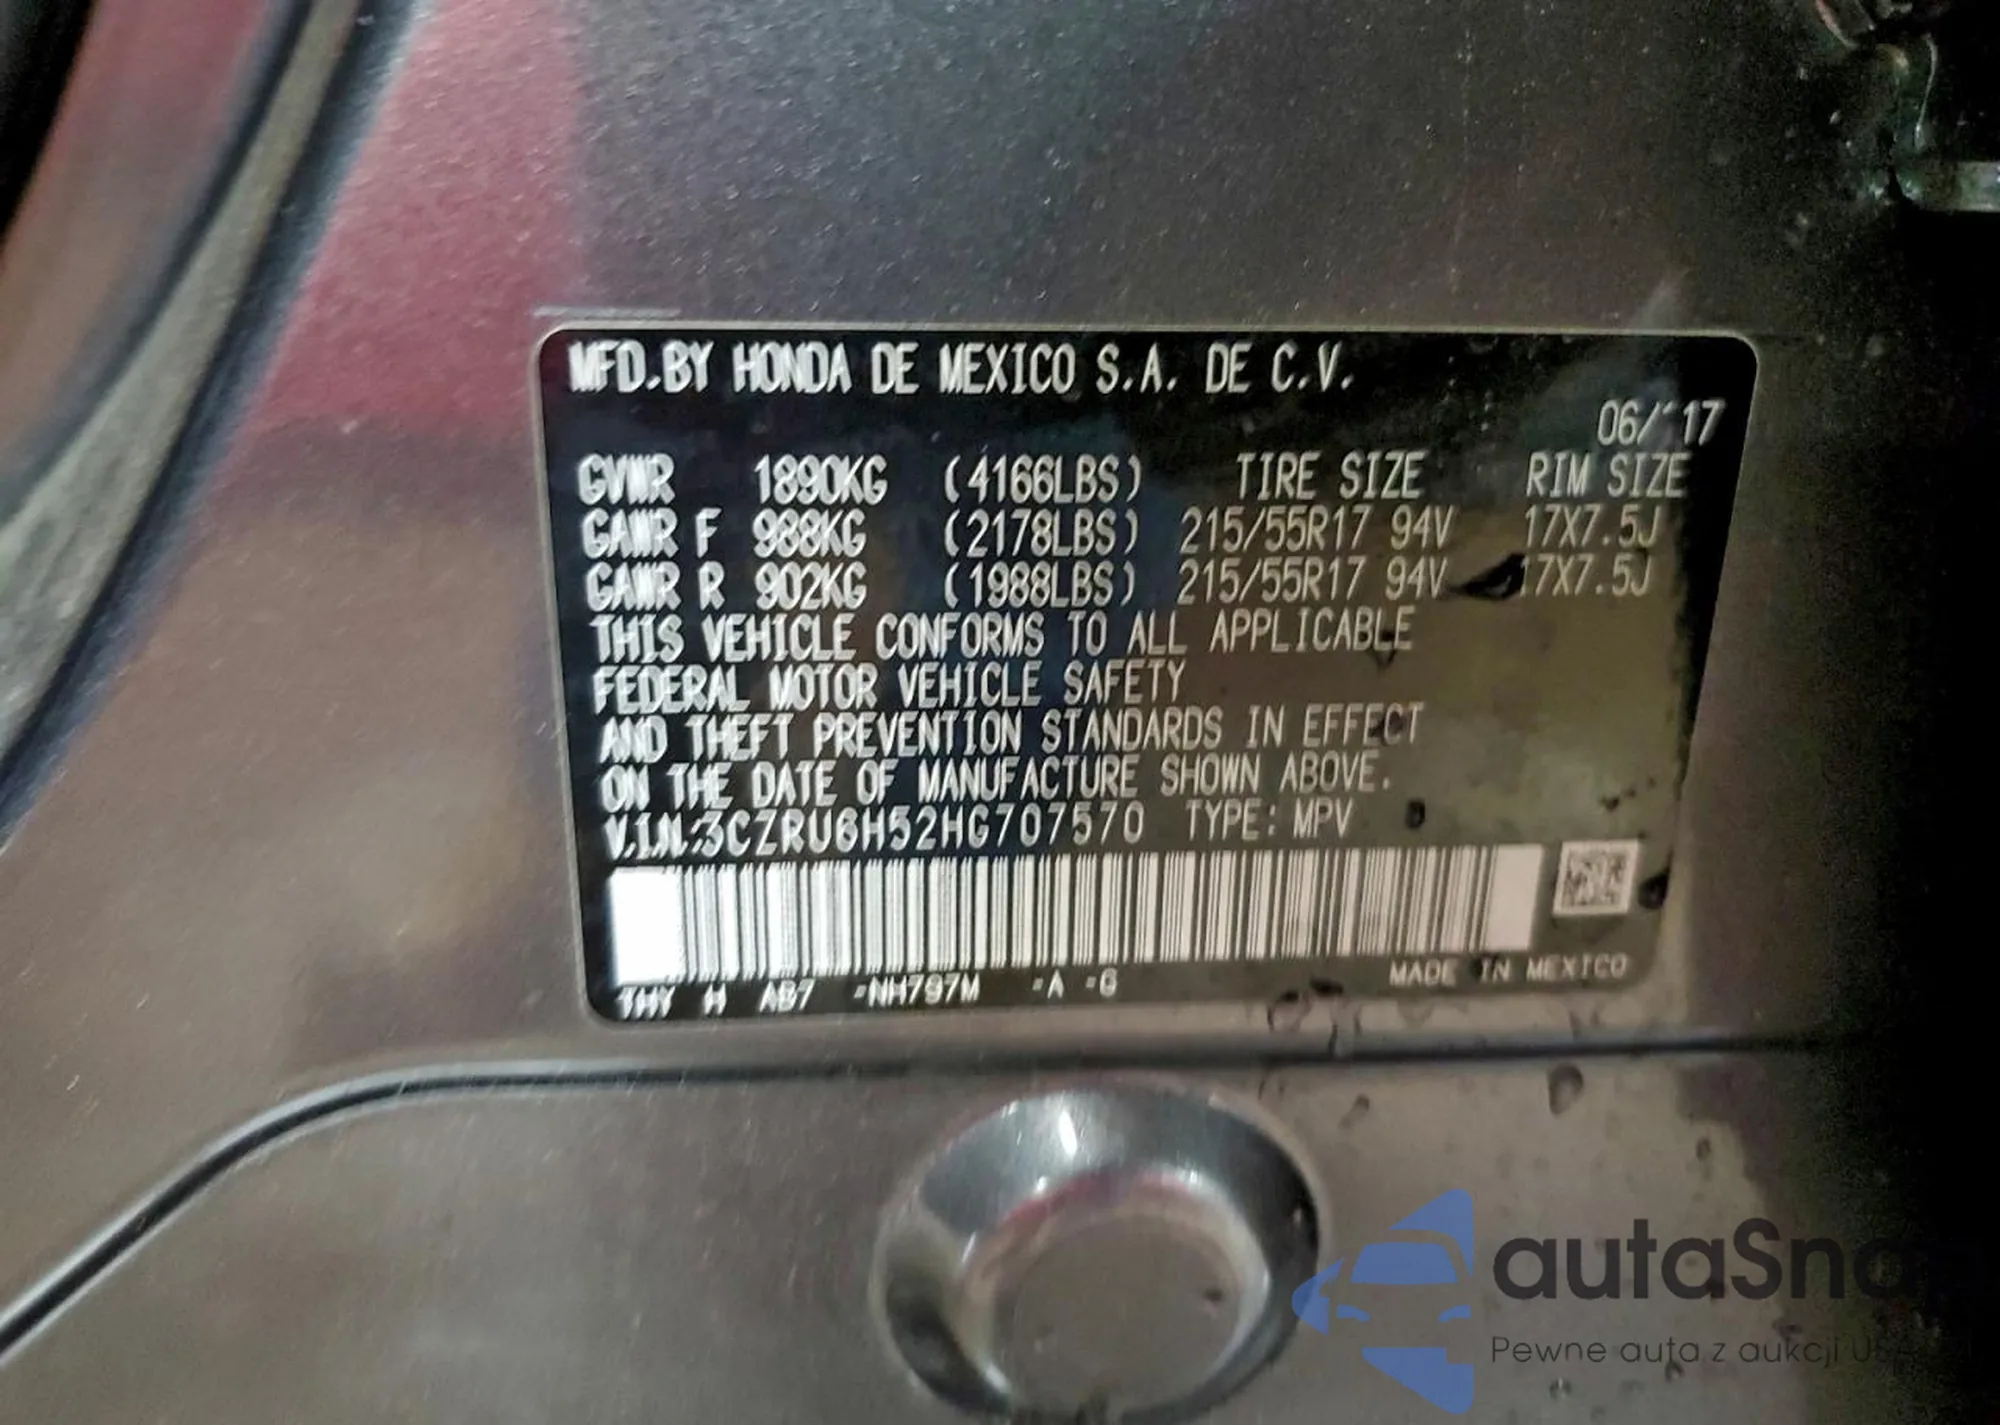 MFD.BY HONDA DE MEXICO S.A. DE C.V.
06/'17
GVWR 1890KG (4166LBS) TIRE SIZE RIM SIZE
GAWR F 988KG (2178LBS) 215/55R17 94V 17X7.5J
GAWR R 902KG (1988LBS) 215/55R17 94V 17X7.5J
THIS VEHICLE CONFORMS TO ALL APPLICABLE
FEDERAL MOTOR VEHICLE SAFETY
AND THEFT PREVENTION STANDARDS IN EFFECT
ON THE DATE OF MANUFACTURE SHOWN ABOVE.
V.I.N:3CZRU6H52HG707570 TYPE: MPV
THY H AB7 -NH797M -A -G
MADE IN MEXICO
autaSna
Pewne auta z aukcji USA